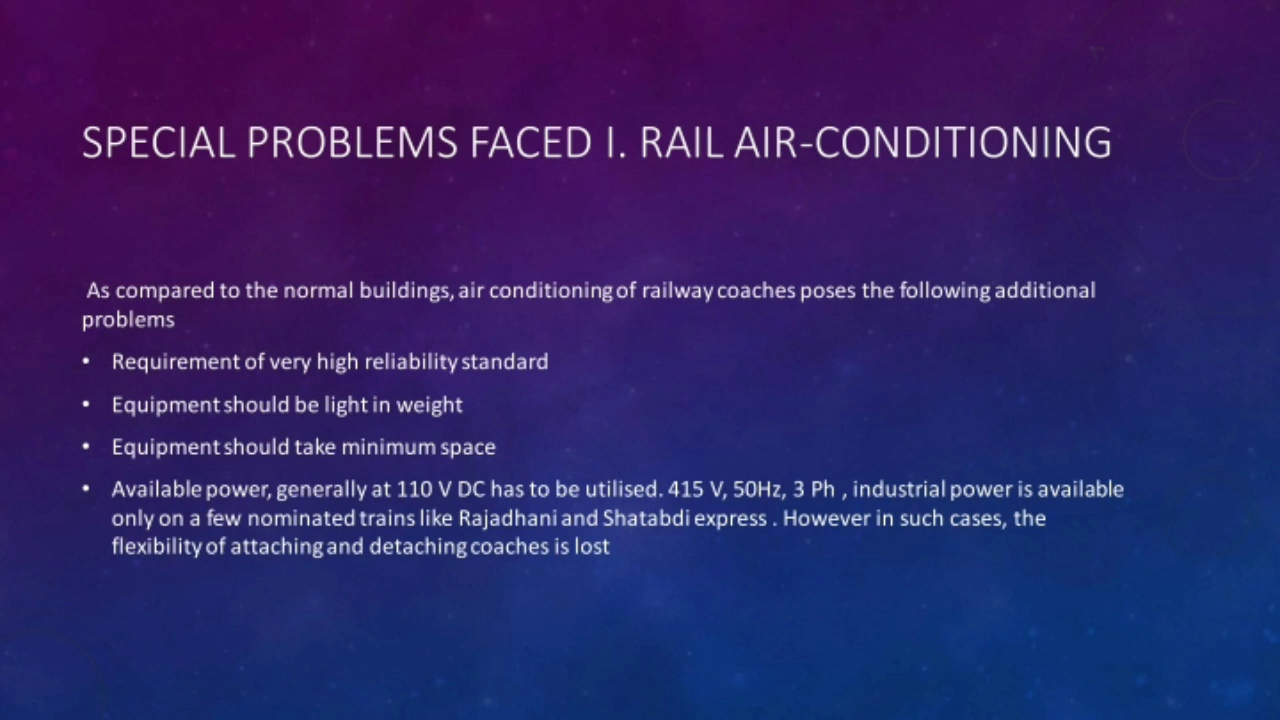 SPECIAL PROBLEMS FACED I. RAIL AIR-CONDITIONING
As compared to the normal buildings, air conditioning of railway coaches poses the following additional
problems
• Requirement of very high reliability standard
• Equipment should be light in weight
• Equipment should take minimum space
• Available power, generally at 110 V DC has to be utilised. 415 V, 50Hz, 3 Ph , industrial power is available
only on a few nominated trains like Rajadhani and Shatabdi express . However in such cases, the
flexibility of attaching and detaching coaches is lost